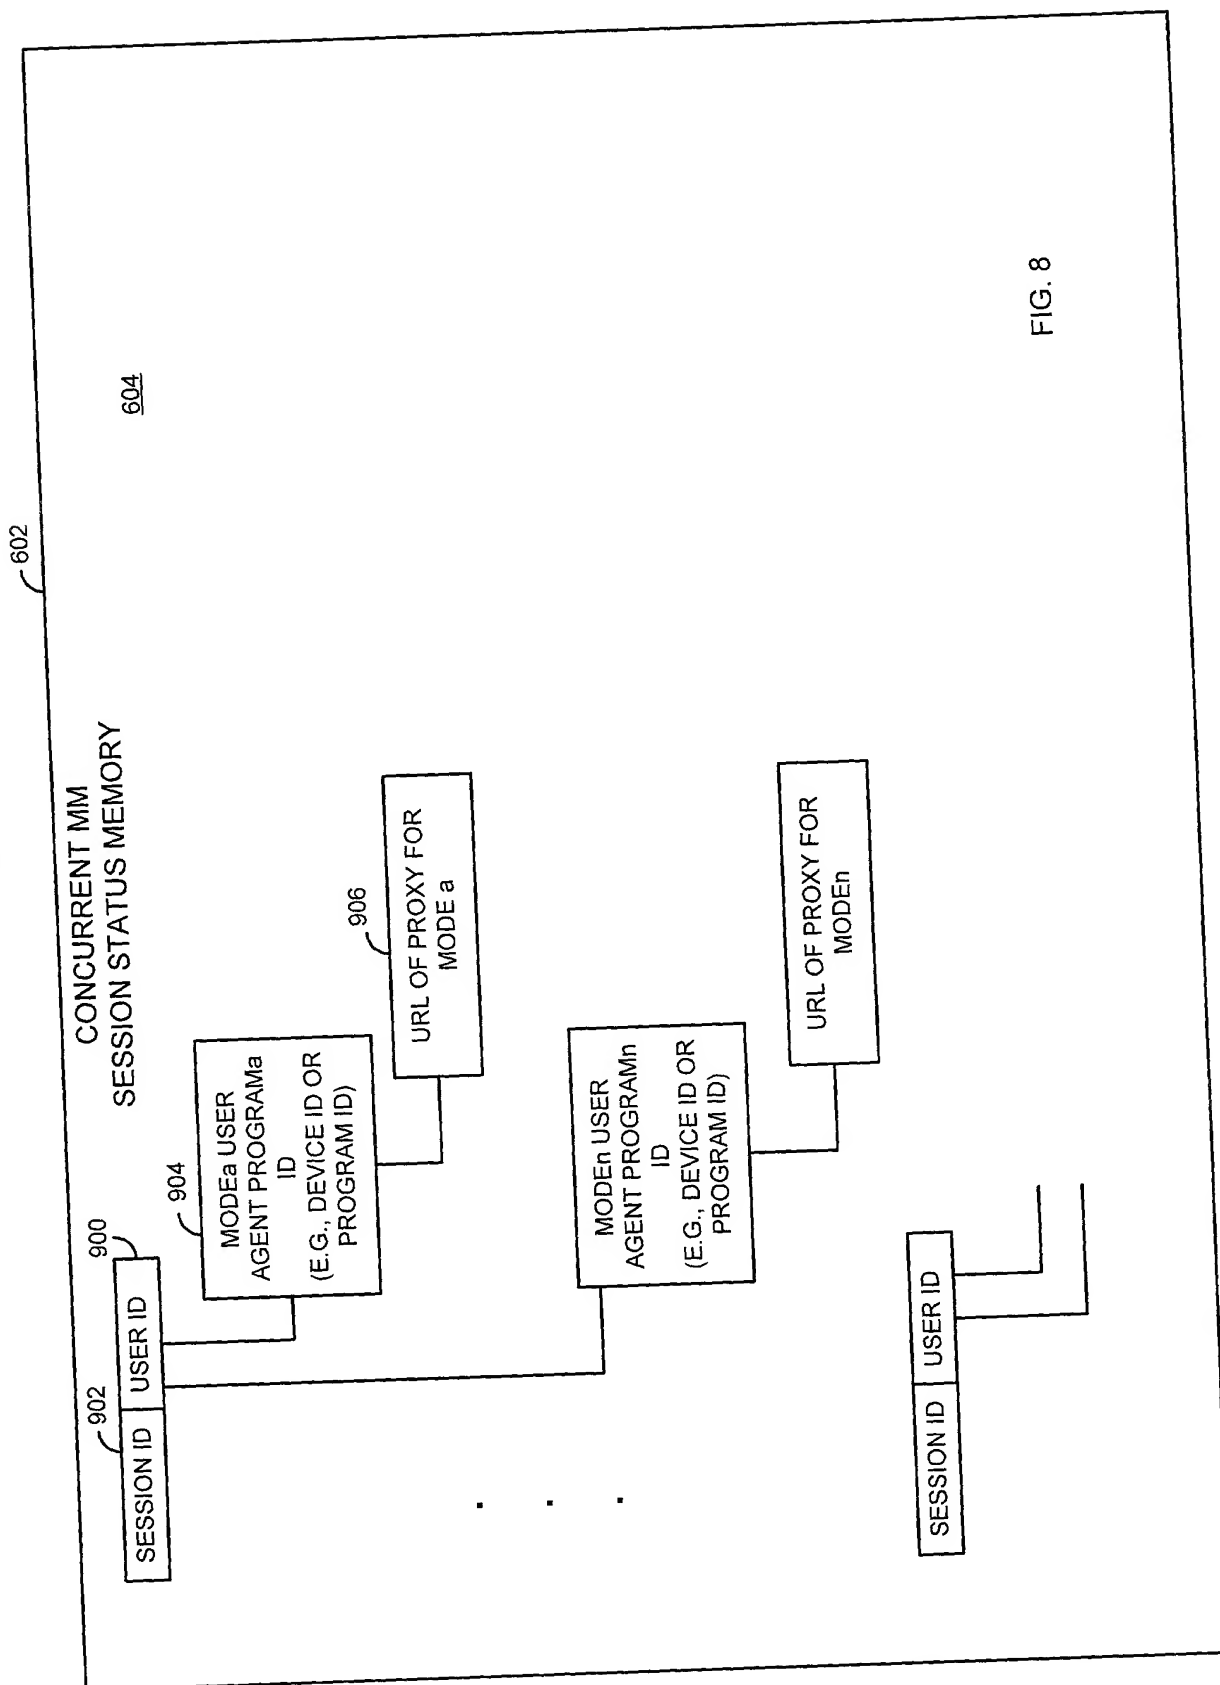 602
CONCURRENT MM
SESSION STATUS MEMORY
604
902
900
SESSION ID
USER ID
904
MODEa USER
AGENT PROGRAMa
ID
(E.G., DEVICE ID OR
PROGRAM ID)
906
URL OF PROXY FOR
MODE a
MODEn USER
AGENT PROGRAMn
ID
(E.G., DEVICE ID OR
PROGRAM ID)
URL OF PROXY FOR
MODEn
SESSION ID
USER ID
FIG. 8